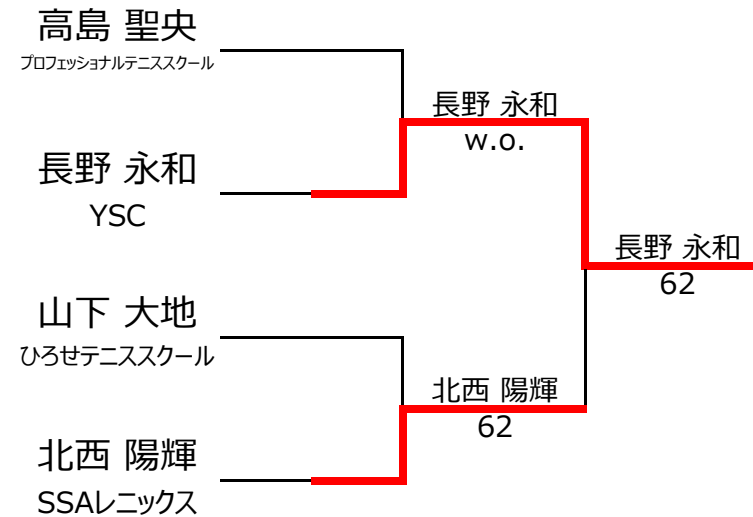 高島 聖央
プロフェッショナルテニススクール
長野 永和
w.o.
長野 永和
YSC
長野 永和
62
山下 大地
ひろせテニススクール
北西 陽輝
62
北西 陽輝
SSAレニックス